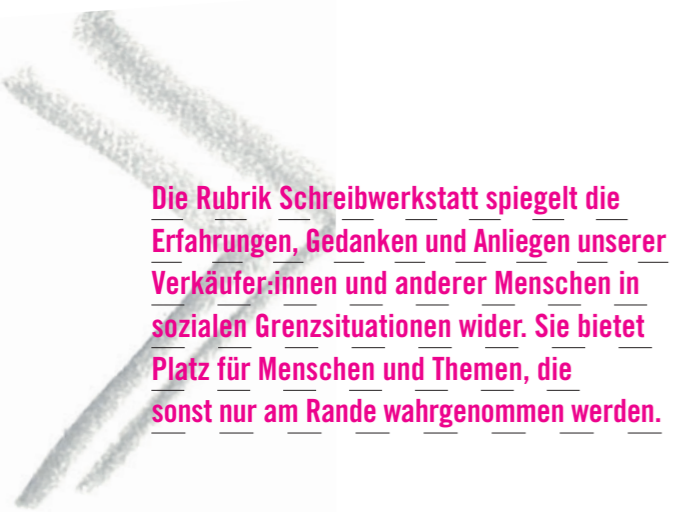 Die Rubrik Schreibwerkstatt spiegelt die
Erfahrungen, Gedanken und Anliegen unserer
Verkäufer:innen und anderer Menschen in
sozialen Grenzsituationen wider. Sie bietet
Platz für Menschen und Themen, die
sonst nur am Rande wahrgenommen werden.